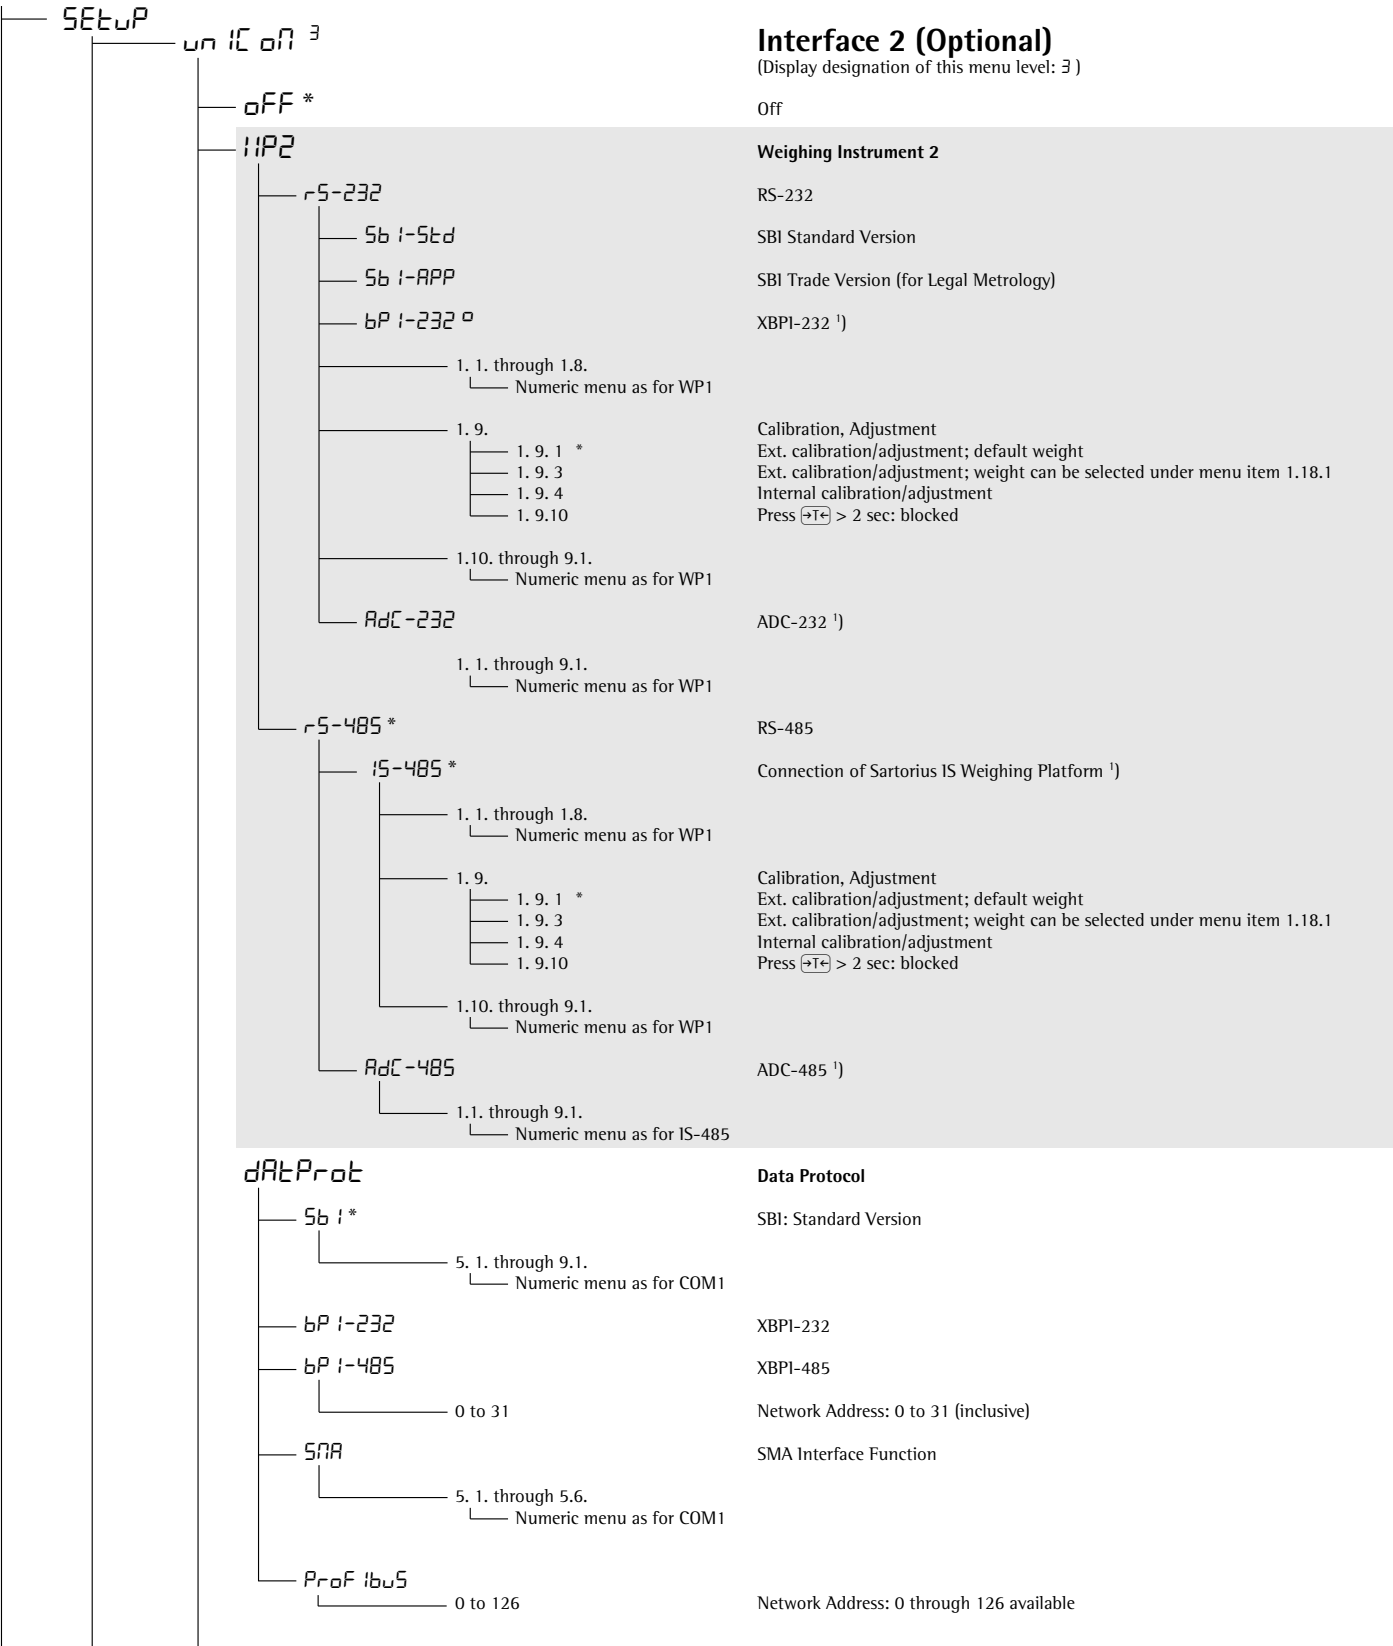 SEtuP
unICoM 3 Interface 2 (Optional)
(Display designation of this menu level: 3 )
oFF * Off
WP2 Weighing Instrument 2
rS-232 RS-232
SbI-Std SBI Standard Version
SbI-APP SBI Trade Version (for Legal Metrology)
bPI-232 o XBPI-232 1)
1. 1. through 1.8.
Numeric menu as for WP1
1. 9. Calibration, Adjustment
1. 9. 1 * Ext. calibration/adjustment; default weight
1. 9. 3 Ext. calibration/adjustment; weight can be selected under menu item 1.18.1
1. 9. 4 Internal calibration/adjustment
1. 9.10 Press →T← > 2 sec: blocked
1.10. through 9.1.
Numeric menu as for WP1
AdC-232 ADC-232 1)
1. 1. through 9.1.
Numeric menu as for WP1
rS-485 * RS-485
IS-485 * Connection of Sartorius IS Weighing Platform 1)
1. 1. through 1.8.
Numeric menu as for WP1
1. 9. Calibration, Adjustment
1. 9. 1 * Ext. calibration/adjustment; default weight
1. 9. 3 Ext. calibration/adjustment; weight can be selected under menu item 1.18.1
1. 9. 4 Internal calibration/adjustment
1. 9.10 Press →T← > 2 sec: blocked
1.10. through 9.1.
Numeric menu as for WP1
AdC-485 ADC-485 1)
1.1. through 9.1.
Numeric menu as for IS-485
dAtProt Data Protocol
SbI * SBI: Standard Version
5. 1. through 9.1.
Numeric menu as for COM1
bPI-232 XBPI-232
bPI-485 XBPI-485
0 to 31 Network Address: 0 to 31 (inclusive)
SMA SMA Interface Function
5. 1. through 5.6.
Numeric menu as for COM1
ProFIbuS
0 to 126 Network Address: 0 through 126 available